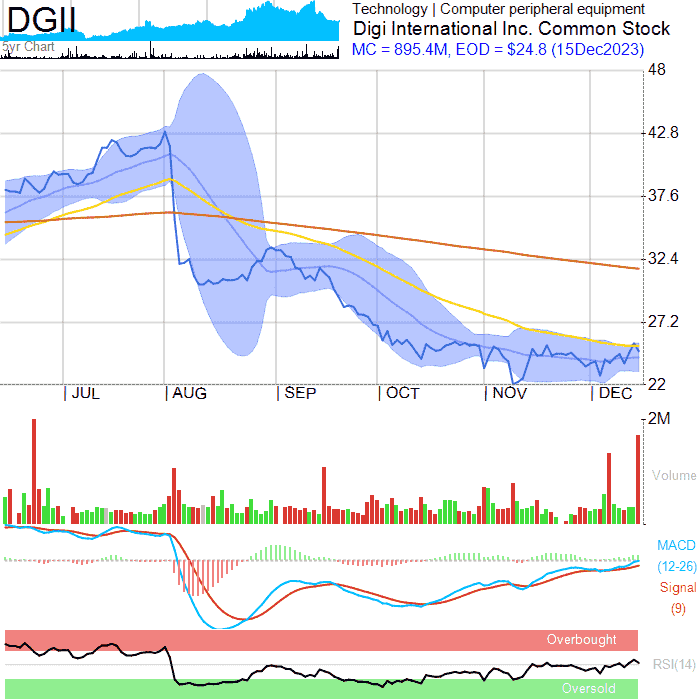 DGII
5yr Chart
Technology | Computer peripheral equipment
Digi International Inc. Common Stock
MC = 895.4M, EOD = $24.8 (15Dec2023)
48
42.8
37.6
32.4
27.2
22
JUL AUG SEP OCT NOV DEC
2M
Volume
MACD
(12-26)
Signal
(9)
Overbought
RSI(14)
Oversold